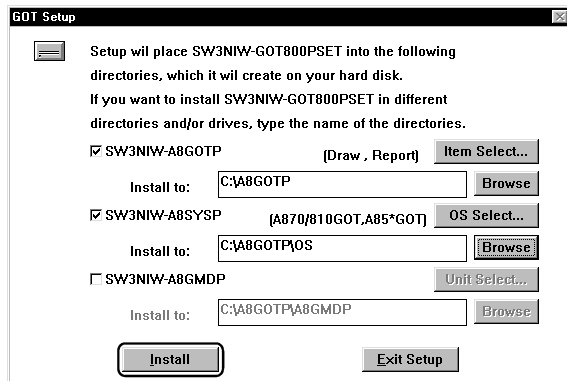 GOT Setup
Setup wil place SW3NIW-GOT800PSET into the following
directories, which it wil create on your hard disk.
If you want to install SW3NIW-GOT800PSET in different
directories and/or drives, type the name of the directories.
SW3NIW-A8GOTP (Draw , Report) Item Select...
Install to: C:\A8GOTP Browse
SW3NIW-A8SYSP (A870/810GOT,A85*GOT) OS Select...
Install to: C:\A8GOTP\OS Browse
SW3NIW-A8GMDP Unit Select...
Install to: C:\A8GOTP\A8GMDP Browse
Install Exit Setup